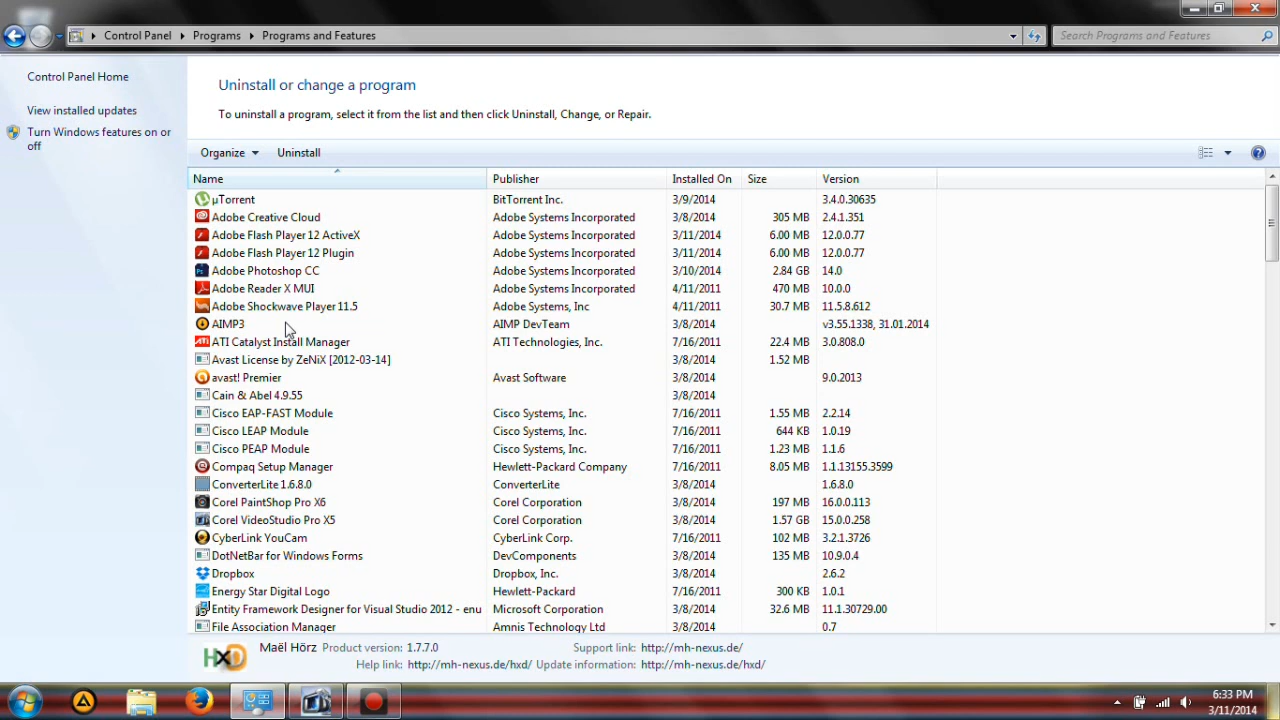 Control Panel Programs Programs and Features Search Programs and Features
Control Panel Home
View installed updates
Turn Windows features on or
off
Uninstall or change a program
To uninstall a program, select it from the list and then click Uninstall, Change, or Repair.
Organize Uninstall
Name Publisher Installed On Size Version
µTorrent BitTorrent Inc. 3/9/2014 3.4.0.30635
Adobe Creative Cloud Adobe Systems Incorporated 3/8/2014 305 MB 2.4.1.351
Adobe Flash Player 12 ActiveX Adobe Systems Incorporated 3/11/2014 6.00 MB 12.0.0.77
Adobe Flash Player 12 Plugin Adobe Systems Incorporated 3/11/2014 6.00 MB 12.0.0.77
Adobe Photoshop CC Adobe Systems Incorporated 3/10/2014 2.84 GB 14.0
Adobe Reader X MUI Adobe Systems Incorporated 4/11/2011 470 MB 10.0.0
Adobe Shockwave Player 11.5 Adobe Systems, Inc 4/11/2011 30.7 MB 11.5.8.612
AIMP3 AIMP DevTeam 3/8/2014 v3.55.1338, 31.01.2014
ATI Catalyst Install Manager ATI Technologies, Inc. 7/16/2011 22.4 MB 3.0.808.0
Avast License by ZeNiX [2012-03-14] 3/8/2014 1.52 MB
avast! Premier Avast Software 3/8/2014 9.0.2013
Cain & Abel 4.9.55 3/8/2014
Cisco EAP-FAST Module Cisco Systems, Inc. 7/16/2011 1.55 MB 2.2.14
Cisco LEAP Module Cisco Systems, Inc. 7/16/2011 644 KB 1.0.19
Cisco PEAP Module Cisco Systems, Inc. 7/16/2011 1.23 MB 1.1.6
Compaq Setup Manager Hewlett-Packard Company 7/16/2011 8.05 MB 1.1.13155.3599
ConverterLite 1.6.8.0 ConverterLite 3/8/2014 1.6.8.0
Corel PaintShop Pro X6 Corel Corporation 3/8/2014 197 MB 16.0.0.113
Corel VideoStudio Pro X5 Corel Corporation 3/8/2014 1.57 GB 15.0.0.258
CyberLink YouCam CyberLink Corp. 7/16/2011 102 MB 3.2.1.3726
DotNetBar for Windows Forms DevComponents 3/8/2014 135 MB 10.9.0.4
Dropbox Dropbox, Inc. 3/8/2014 2.6.2
Energy Star Digital Logo Hewlett-Packard 7/16/2011 300 KB 1.0.1
Entity Framework Designer for Visual Studio 2012 - enu Microsoft Corporation 3/8/2014 32.6 MB 11.1.30729.00
File Association Manager Amnis Technology Ltd 3/8/2014 0.7
HXD Maël Hörz Product version: 1.7.7.0 Support link: http://mh-nexus.de/
Help link: http://mh-nexus.de/hxd/ Update information: http://mh-nexus.de/hxd/
6:33 PM
3/11/2014